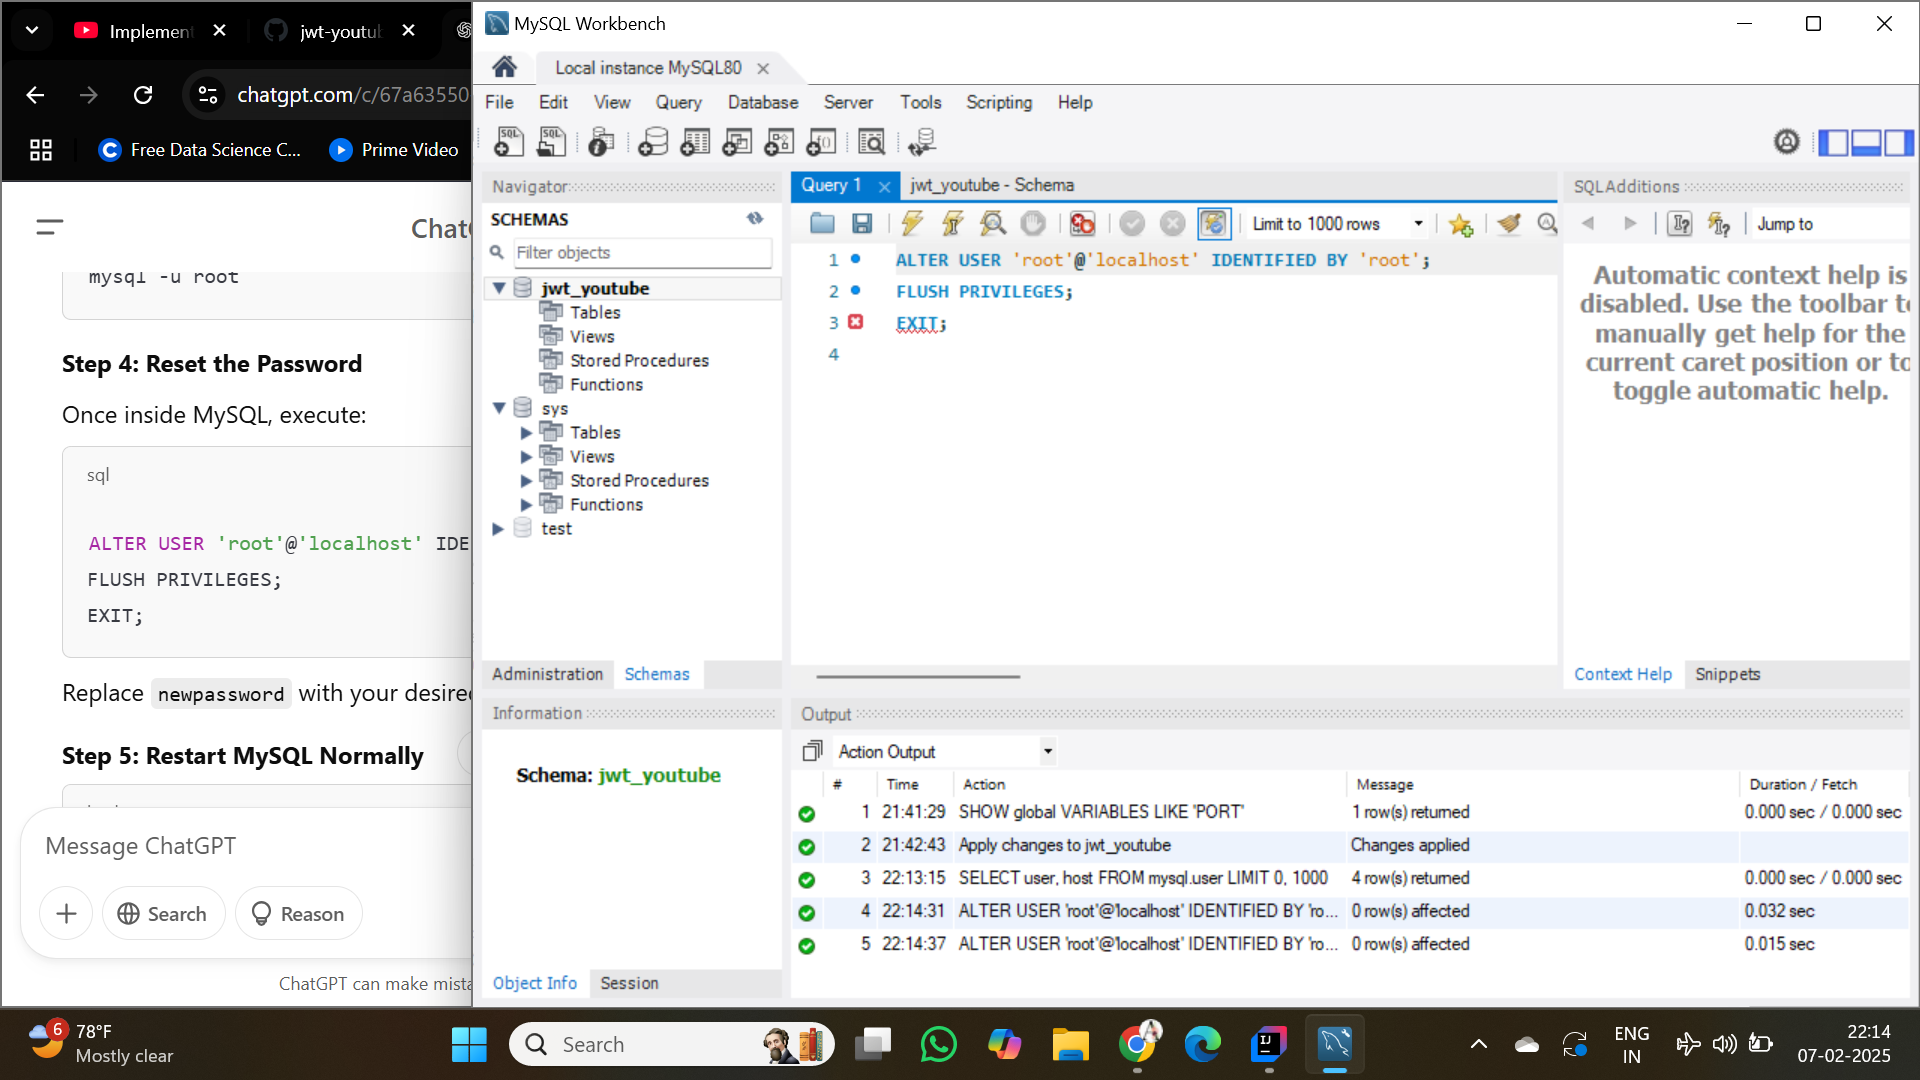 Implement
jwt-youtu
chatgpt.com/c/67a63550
Free Data Science C...
Prime Video
Chat
mysql -u root
Step 4: Reset the Password
Once inside MySQL, execute:
sql
ALTER USER 'root'@'localhost' IDE
FLUSH PRIVILEGES;
EXIT;
Replace newpassword with your desired
Step 5: Restart MySQL Normally
Message ChatGPT
Search
Reason
ChatGPT can make mista
MySQL Workbench
Local instance MySQL80
File Edit View Query Database Server Tools Scripting Help
Navigator
SCHEMAS
Filter objects
jwt_youtube
Tables
Views
Stored Procedures
Functions
sys
Tables
Views
Stored Procedures
Functions
test
Administration Schemas
Information
Schema: jwt_youtube
Object Info Session
Query 1 jwt_youtube - Schema
Limit to 1000 rows
1 ALTER USER 'root'@'localhost' IDENTIFIED BY 'root';
2 FLUSH PRIVILEGES;
3 EXIT;
4
SQLAdditions
Jump to
Automatic context help is
disabled. Use the toolbar to
manually get help for the
current caret position or to
toggle automatic help.
Context Help Snippets
Output
Action Output
# Time Action Message Duration / Fetch
1 21:41:29 SHOW global VARIABLES LIKE 'PORT' 1 row(s) returned 0.000 sec / 0.000 sec
2 21:42:43 Apply changes to jwt_youtube Changes applied
3 22:13:15 SELECT user, host FROM mysql.user LIMIT 0, 1000 4 row(s) returned 0.000 sec / 0.000 sec
4 22:14:31 ALTER USER 'root'@'localhost' IDENTIFIED BY 'ro... 0 row(s) affected 0.032 sec
5 22:14:37 ALTER USER 'root'@'localhost' IDENTIFIED BY 'ro... 0 row(s) affected 0.015 sec
6
78°F
Mostly clear
Search
ENG
IN
22:14
07-02-2025